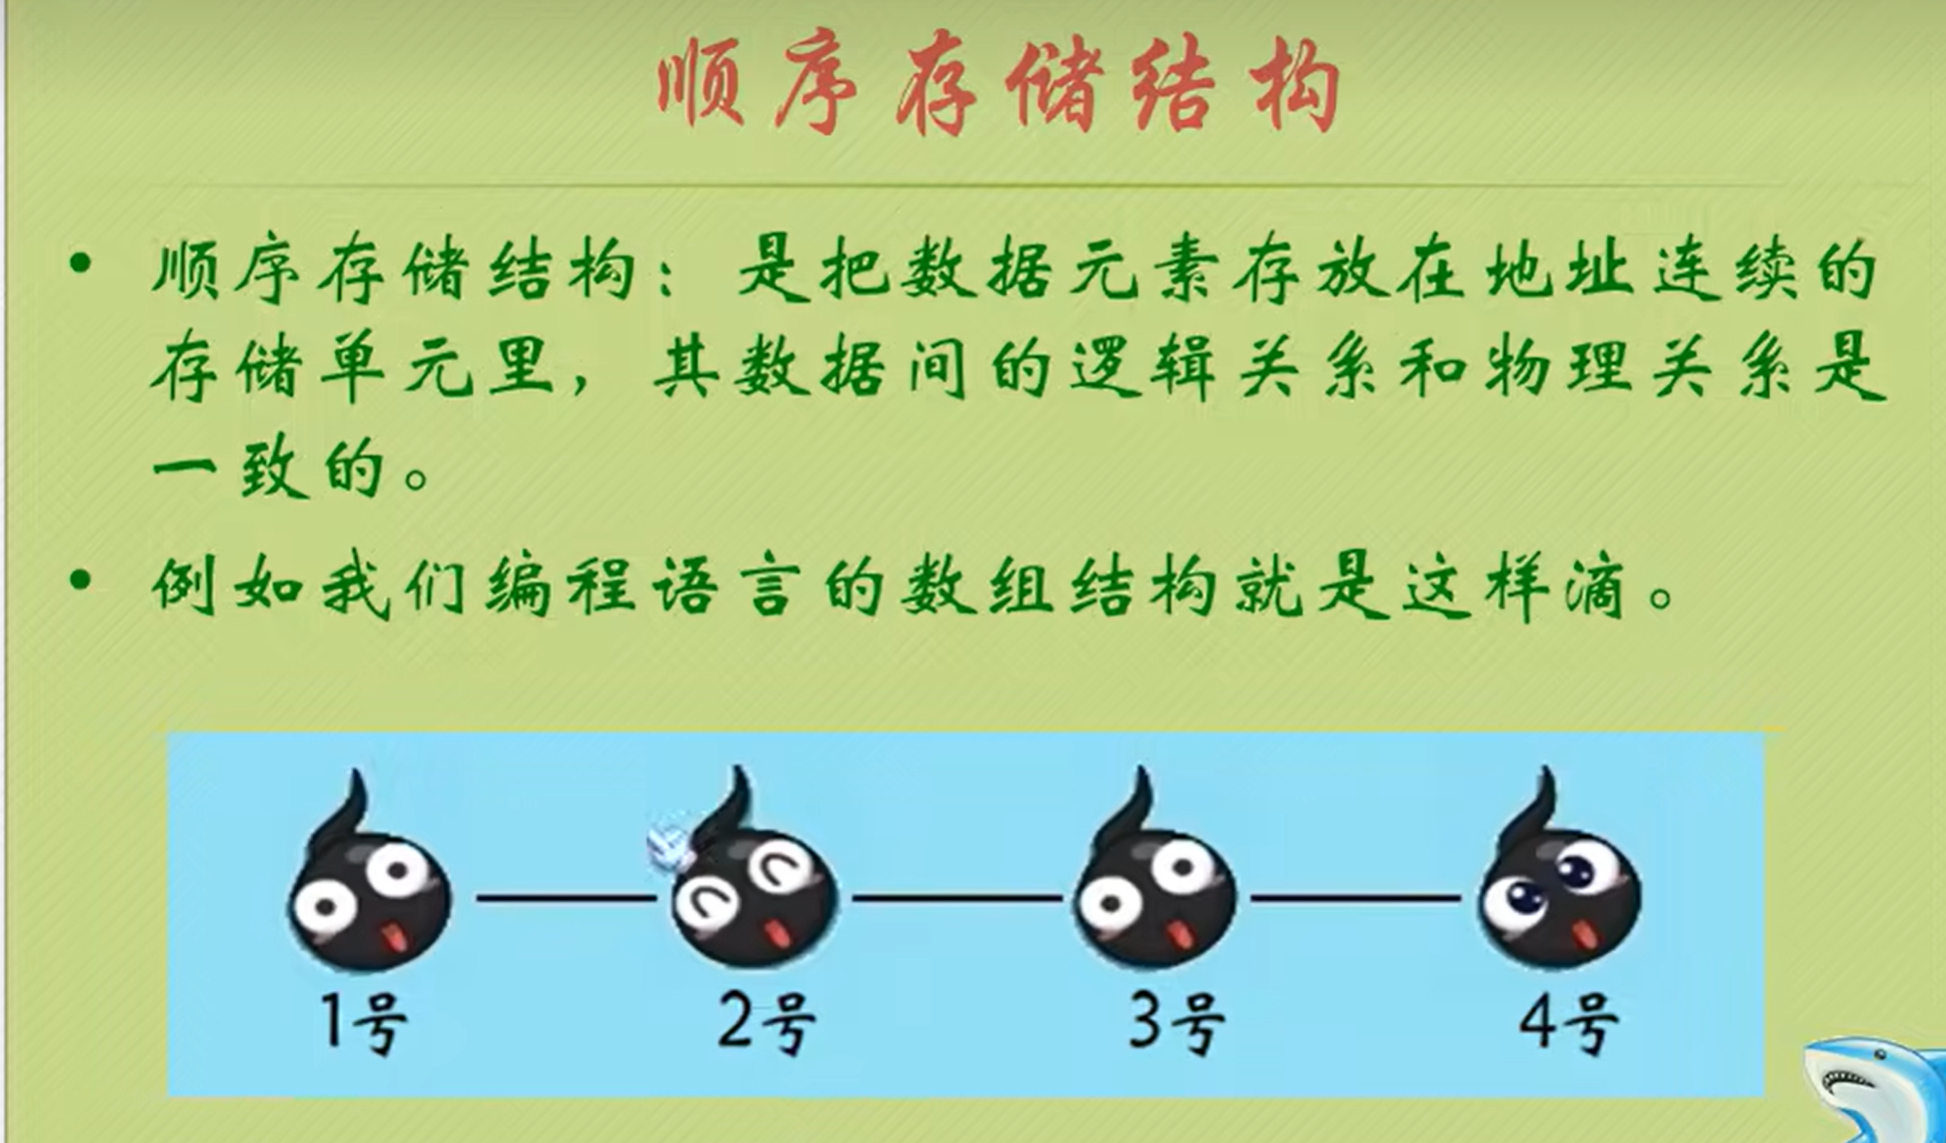 顺序存储结构
• 顺序存储结构：是把数据元素存放在地址连续的
存储单元里，其数据间的逻辑关系和物理关系是
一致的。
• 例如我们编程语言的数组结构就是这样滴。
1号 2号 3号 4号